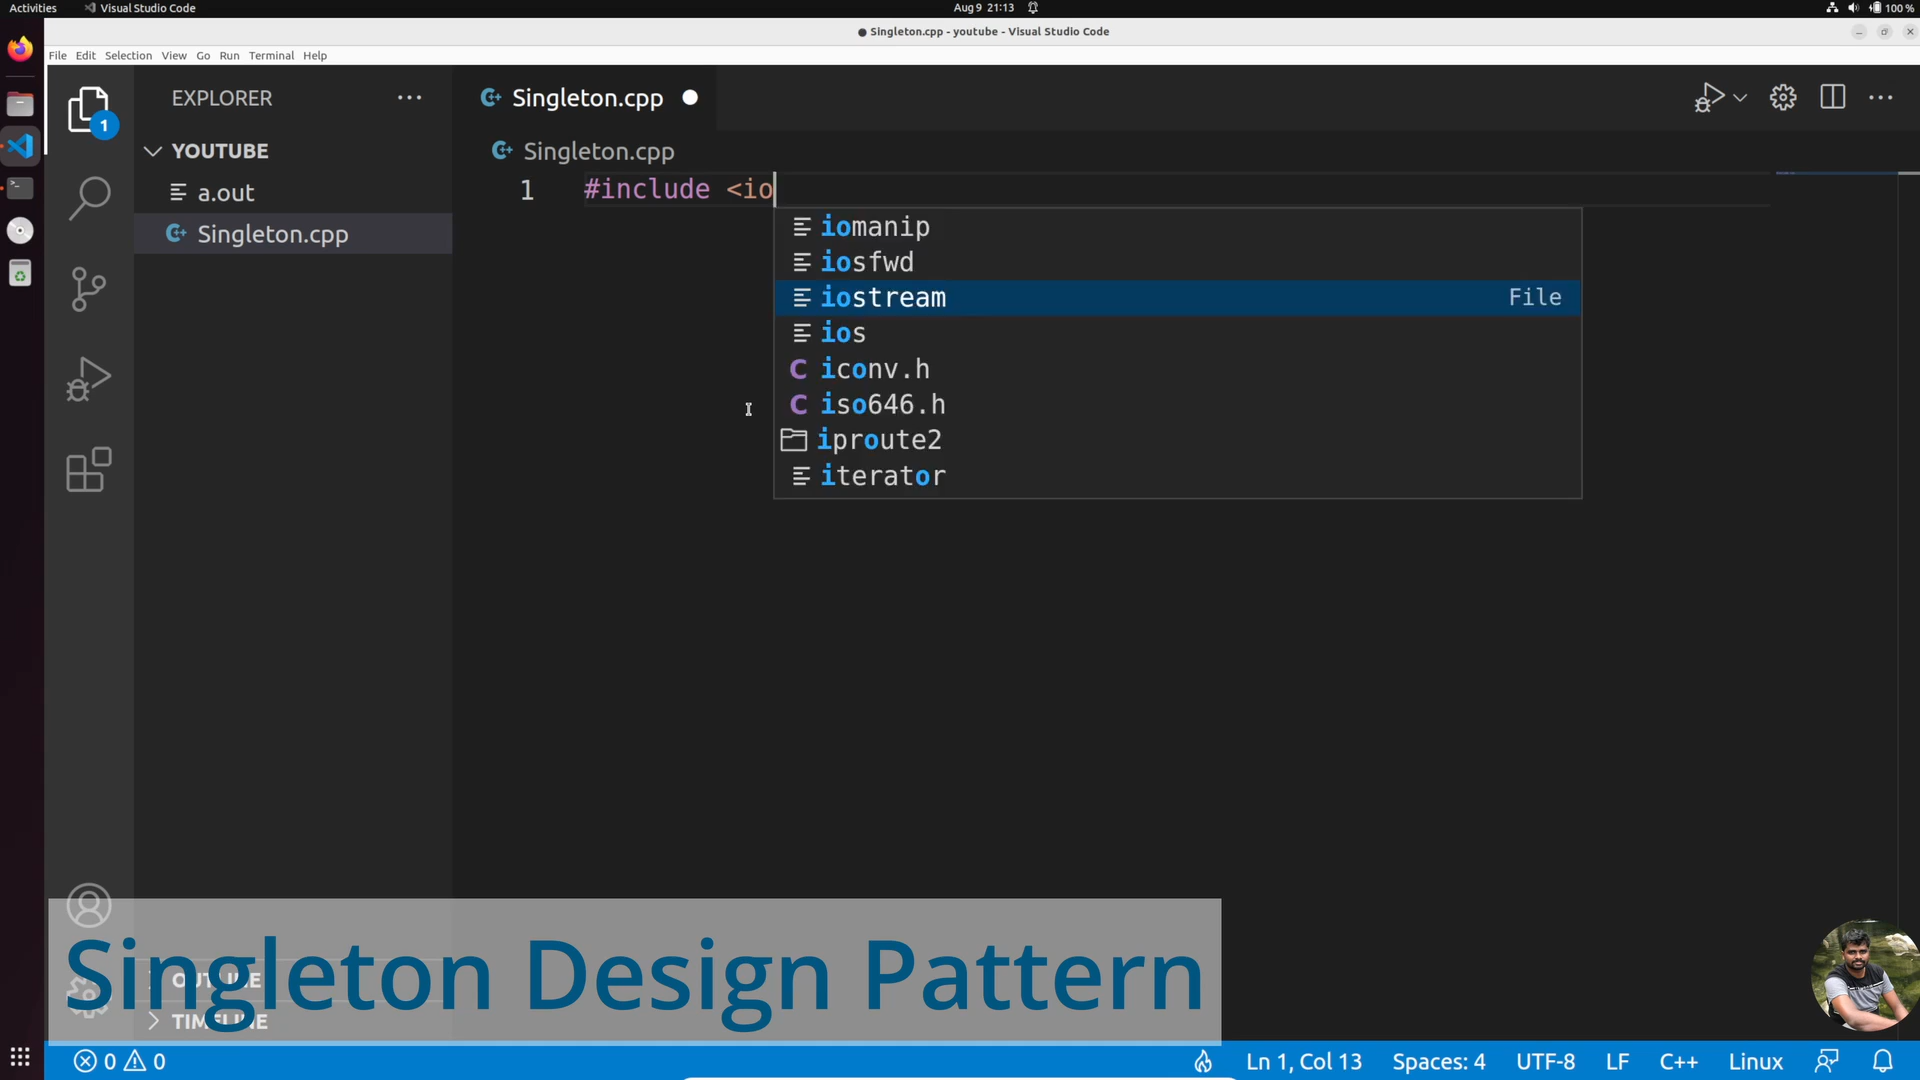 Activities Visual Studio Code Aug 9 21:13 100 %
Singleton.cpp - youtube - Visual Studio Code
File Edit Selection View Go Run Terminal Help
EXPLORER
Singleton.cpp
1
YOUTUBE
Singleton.cpp
a.out
1 #include <io
Singleton.cpp
iomanip
iosfwd
iostream File
ios
iconv.h
iso646.h
iproute2
iterator
Singleton Design Pattern
OUTLINE
TIMELINE
0 0 Ln 1, Col 13 Spaces: 4 UTF-8 LF C++ Linux